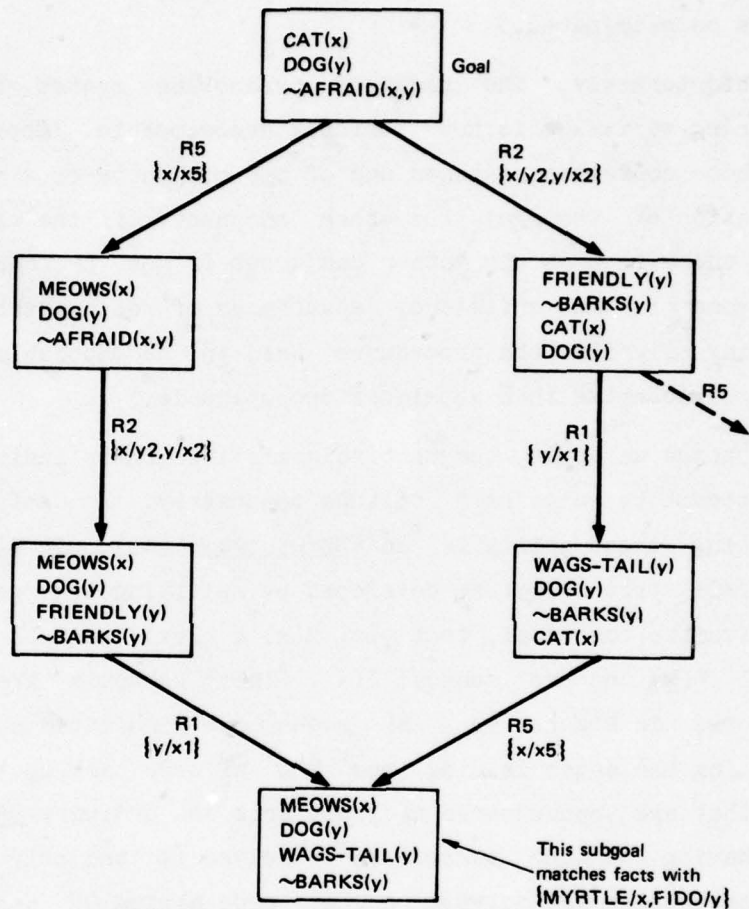 CAT(x)
DOG(y)
~AFRAID(x,y)
Goal
R5
{x/x5}
R2
{x/y2,y/x2}
MEOWS(x)
DOG(y)
~AFRAID(x,y)
FRIENDLY(y)
~BARKS(y)
CAT(x)
DOG(y)
R5
R2
{x/y2,y/x2}
R1
{y/x1}
MEOWS(x)
DOG(y)
FRIENDLY(y)
~BARKS(y)
WAGS-TAIL(y)
DOG(y)
~BARKS(y)
CAT(x)
R1
{y/x1}
R5
{x/x5}
MEOWS(x)
DOG(y)
WAGS-TAIL(y)
~BARKS(y)
This subgoal
matches facts with
{MYRTLE/x,FIDO/y}